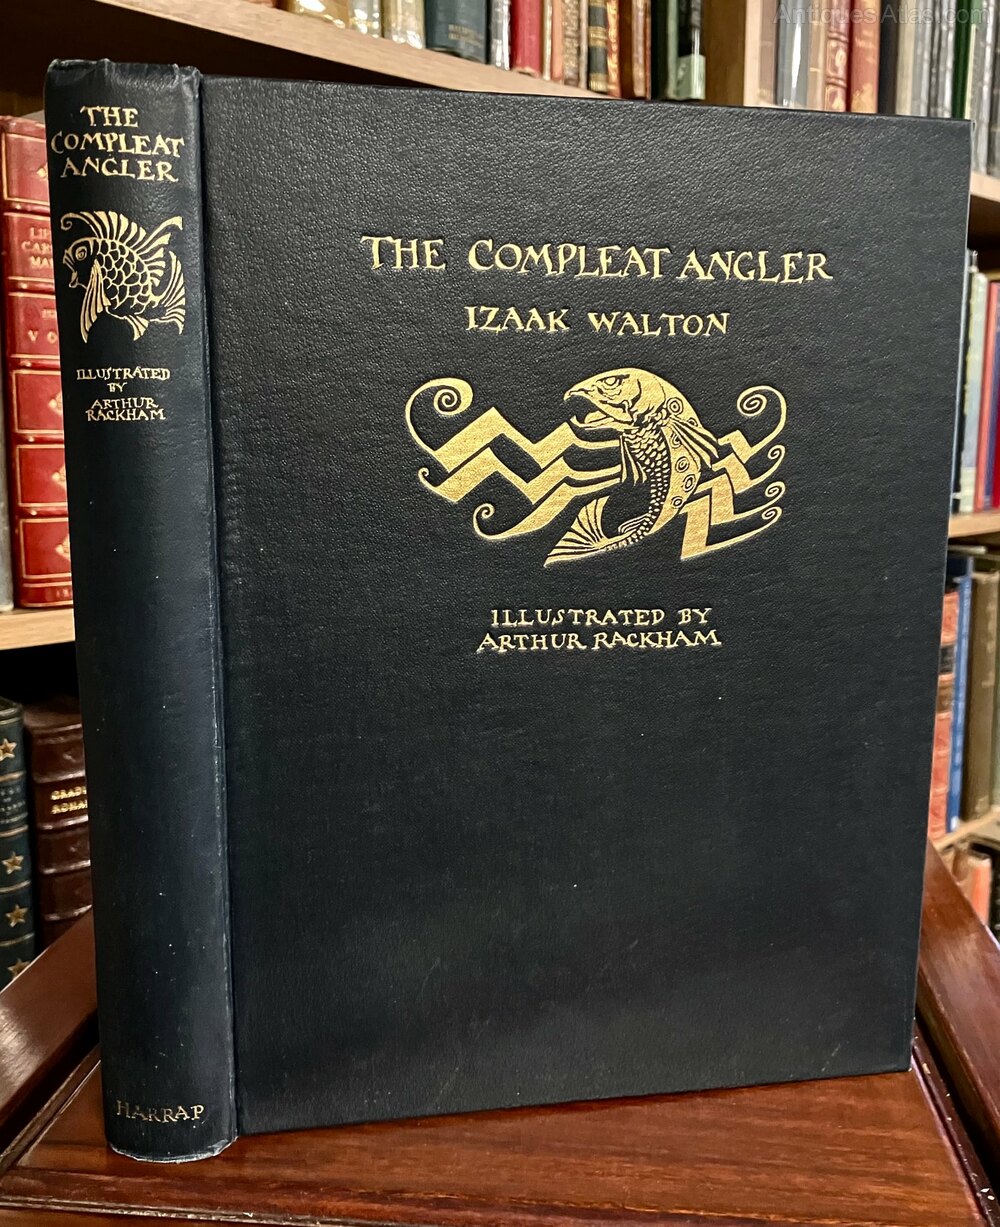 AntiquesAtlas.com
THE
COMPLEAT
ANGLER
ILLUSTRATED
BY
ARTHUR
RACKHAM
HARRAP
THE COMPLEAT ANGLER
IZAAK WALTON
ILLUSTRATED BY
ARTHUR RACKHAM